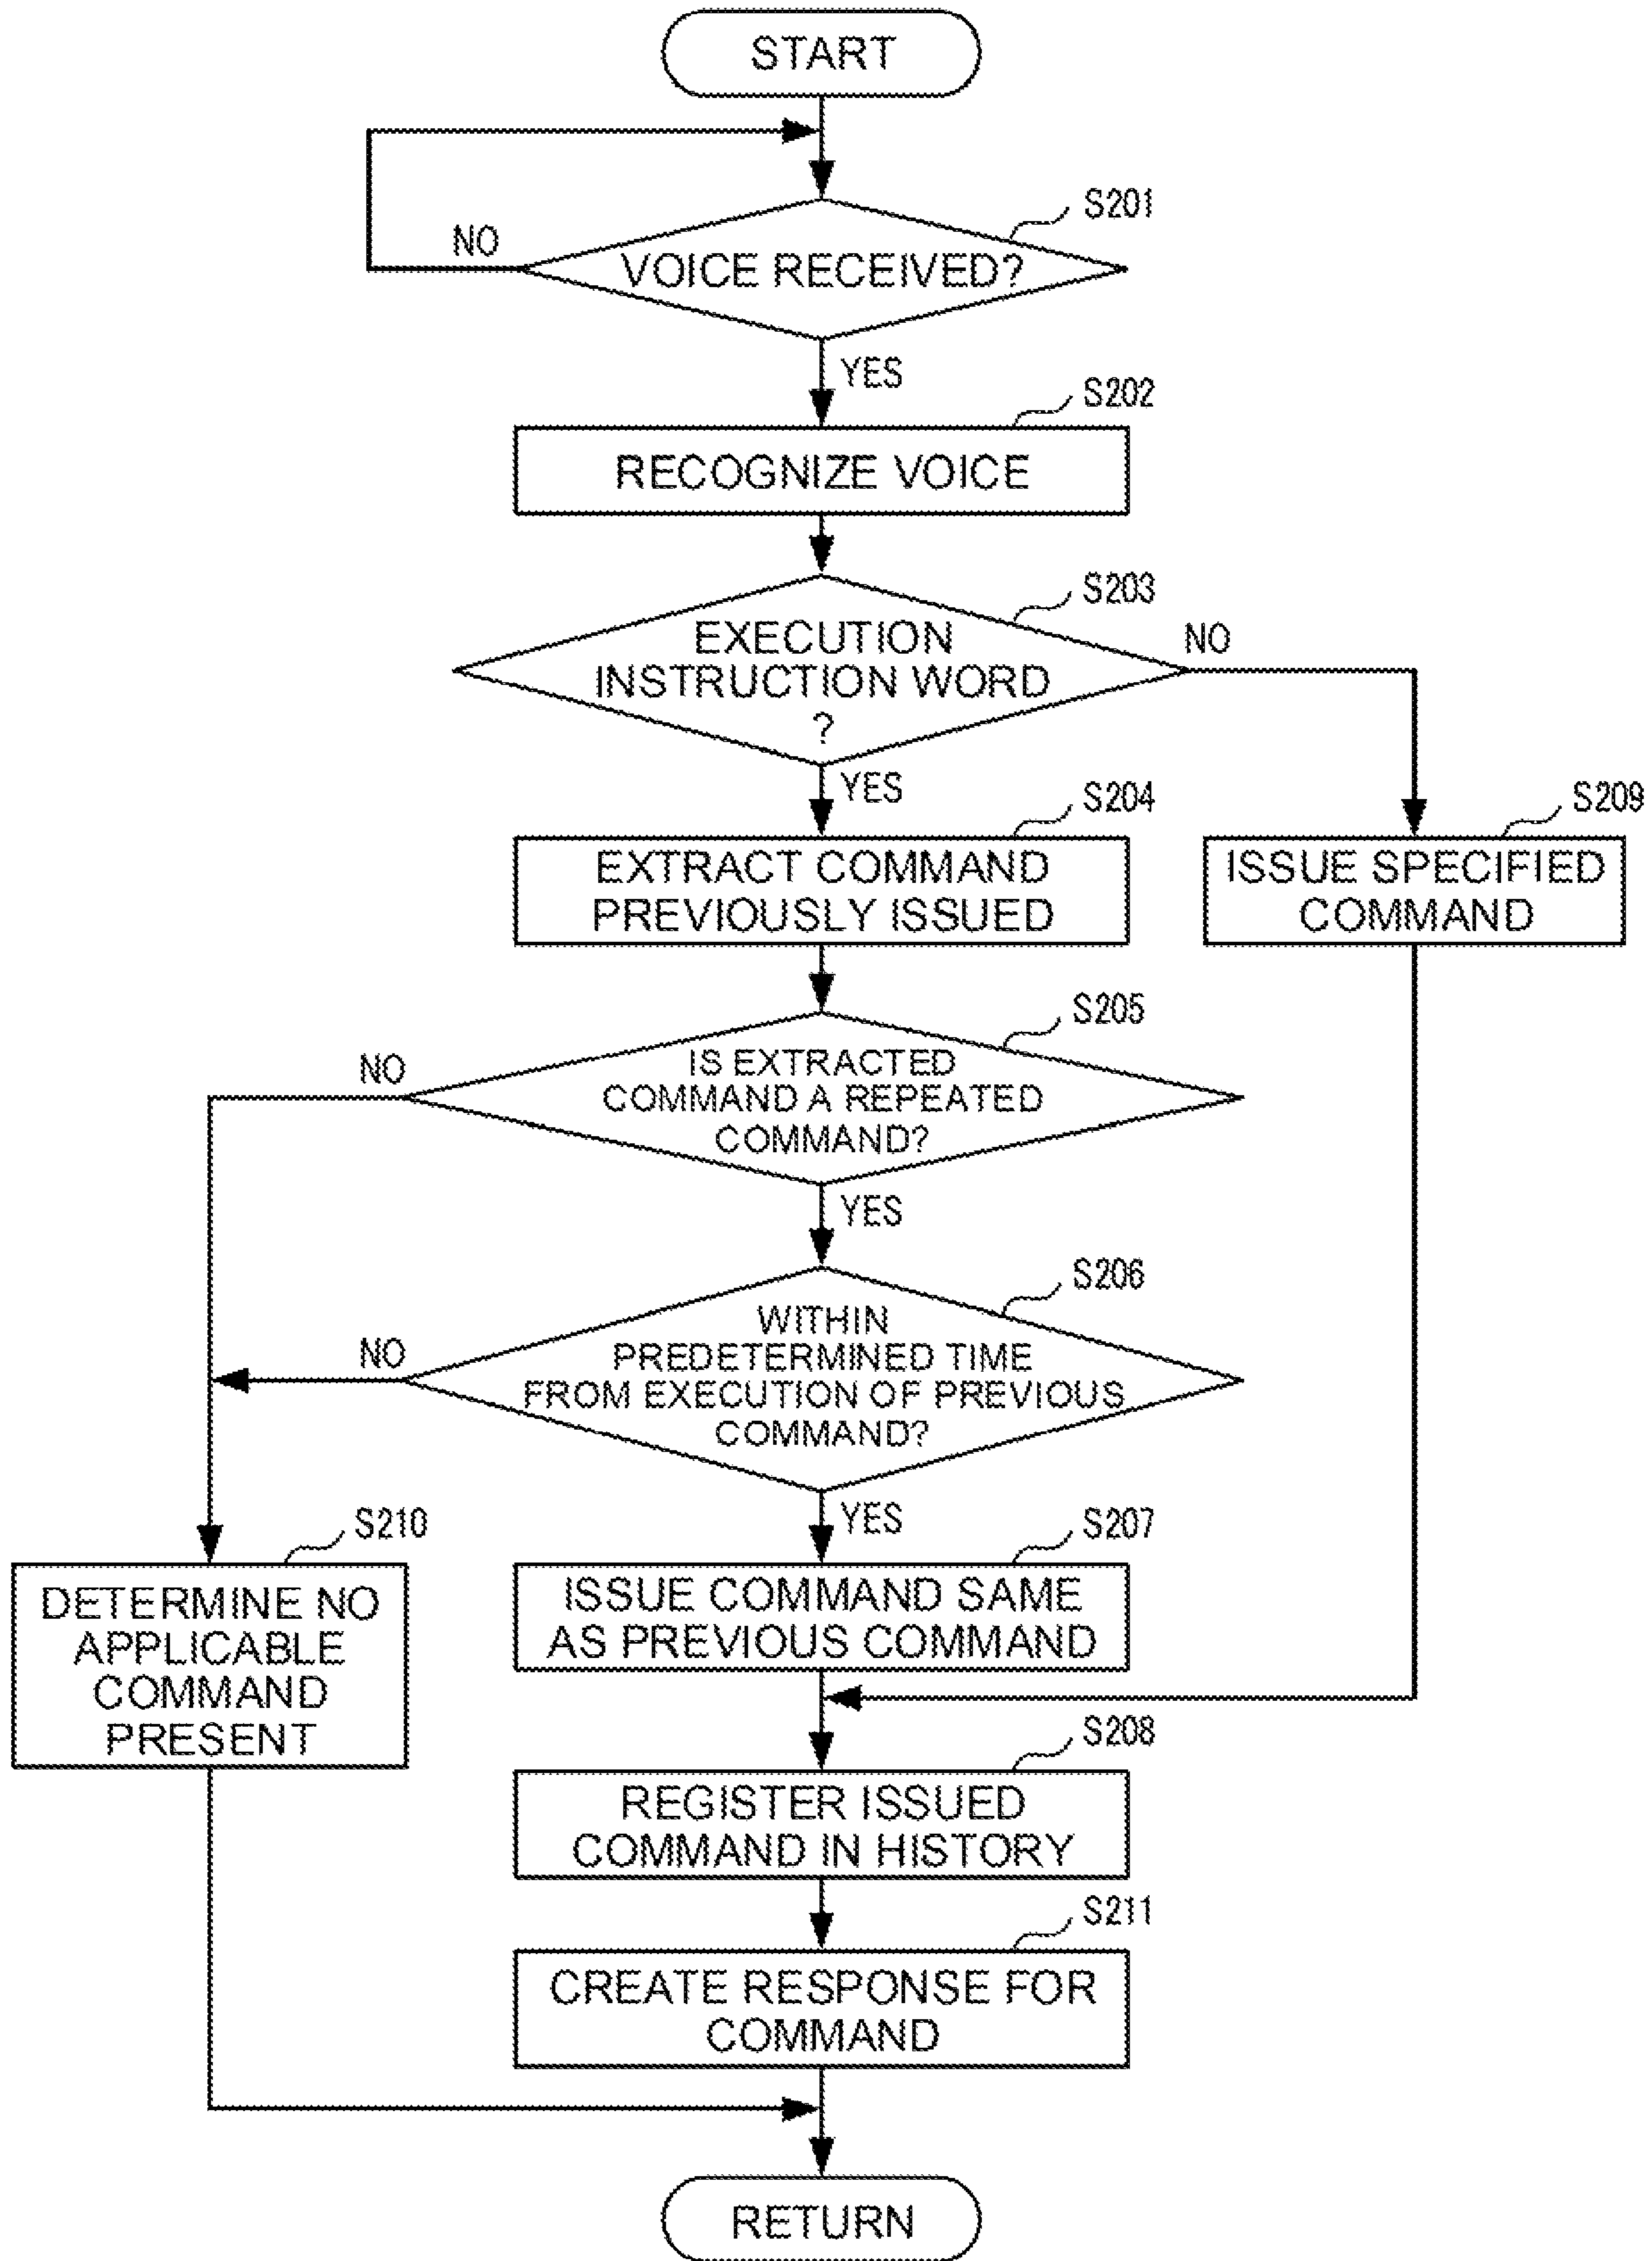 START
S201
NO
VOICE RECEIVED?
YES
S202
RECOGNIZE VOICE
S203
EXECUTION
INSTRUCTION WORD
?
NO
YES
S204
EXTRACT COMMAND
PREVIOUSLY ISSUED
S209
ISSUE SPECIFIED
COMMAND
S205
NO
IS EXTRACTED
COMMAND A REPEATED
COMMAND?
YES
S206
NO
WITHIN
PREDETERMINED TIME
FROM EXECUTION OF PREVIOUS
COMMAND?
YES
S210
DETERMINE NO
APPLICABLE
COMMAND
PRESENT
S207
ISSUE COMMAND SAME
AS PREVIOUS COMMAND
S208
REGISTER ISSUED
COMMAND IN HISTORY
S211
CREATE RESPONSE FOR
COMMAND
RETURN